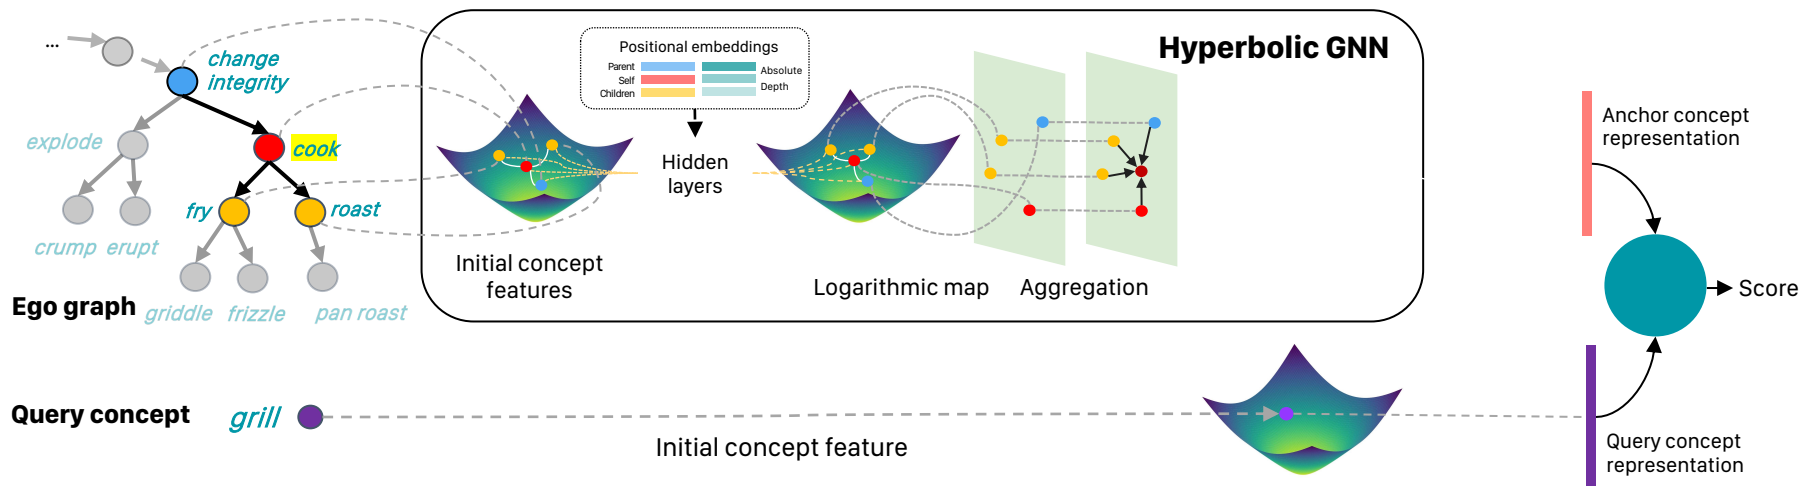 ...
change
integrity
explode
cook
fry
roast
crump
erupt
griddle
frizzle
pan roast
Ego graph
Hyperbolic GNN
Positional embeddings
Parent
Self
Children
Absolute
Depth
Hidden
layers
Initial concept
features
Logarithmic map
Aggregation
Anchor concept
representation
Score
Query concept
grill
Initial concept feature
Query concept
representation